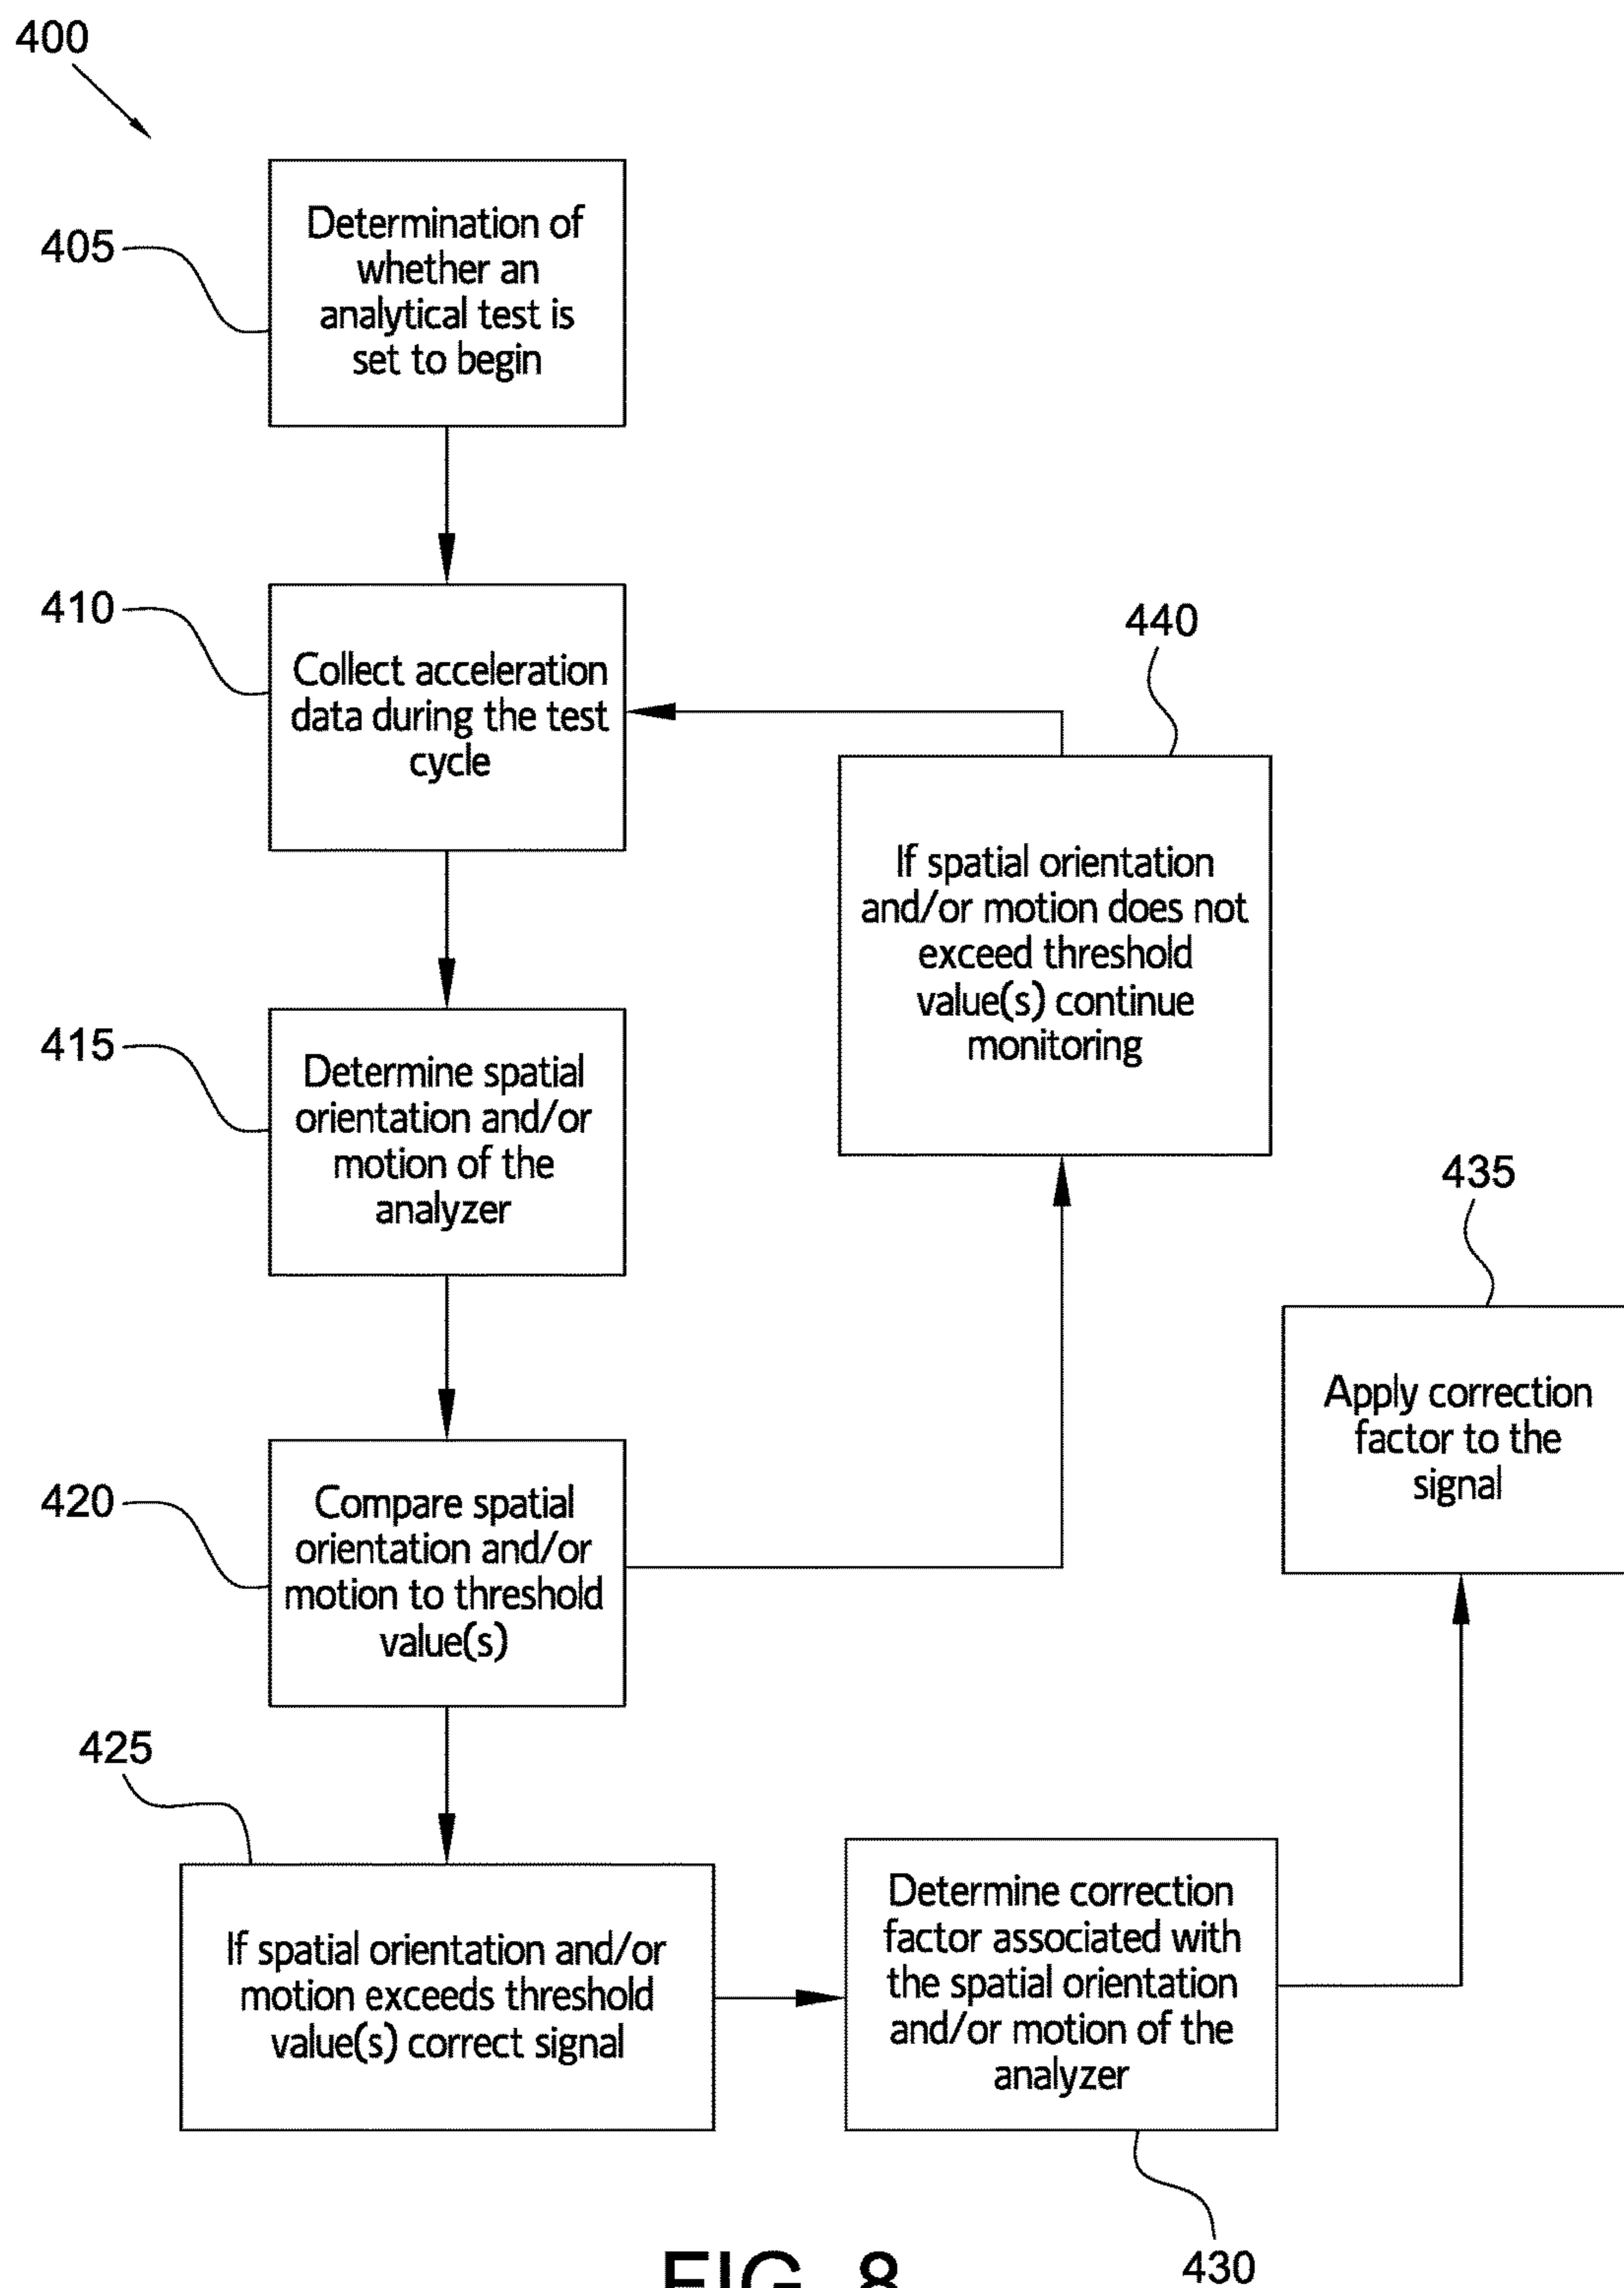 400
405
Determination of
whether an
analytical test is
set to begin
410
Collect acceleration
data during the test
cycle
440
If spatial orientation
and/or motion does not
exceed threshold
value(s) continue
monitoring
415
Determine spatial
orientation and/or
motion of the
analyzer
435
Apply correction
factor to the
signal
420
Compare spatial
orientation and/or
motion to threshold
value(s)
425
If spatial orientation and/or
motion exceeds threshold
value(s) correct signal
Determine correction
factor associated with
the spatial orientation
and/or motion of the
analyzer
430
FIG. 8